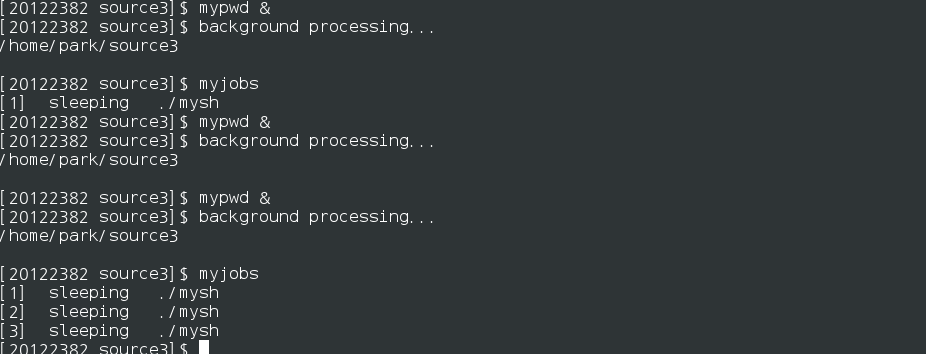 [20122382 source3]$ mypwd &
[20122382 source3]$ background processing...
/home/park/source3
[20122382 source3]$ myjobs
[1]  sleeping   ./mysh
[20122382 source3]$ mypwd &
[20122382 source3]$ background processing...
/home/park/source3
[20122382 source3]$ mypwd &
[20122382 source3]$ background processing...
/home/park/source3
[20122382 source3]$ myjobs
[1]  sleeping   ./mysh
[2]  sleeping   ./mysh
[3]  sleeping   ./mysh
[20122382 source3]$